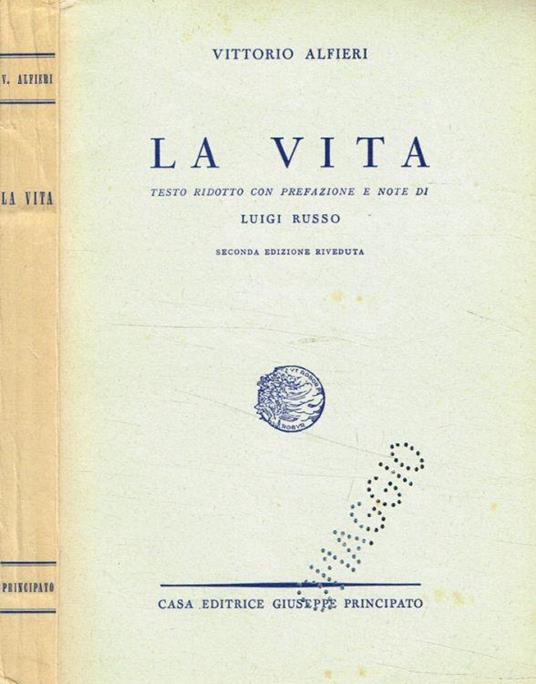 V. ALFIERI
LA VITA
PRINCIPATO
VITTORIO ALFIERI
LA VITA
TESTO RIDOTTO CON PREFAZIONE E NOTE DI
LUIGI RUSSO
SECONDA EDIZIONE RIVEDUTA
OMAGGIO
CASA EDITRICE GIUSEPPE PRINCIPATO